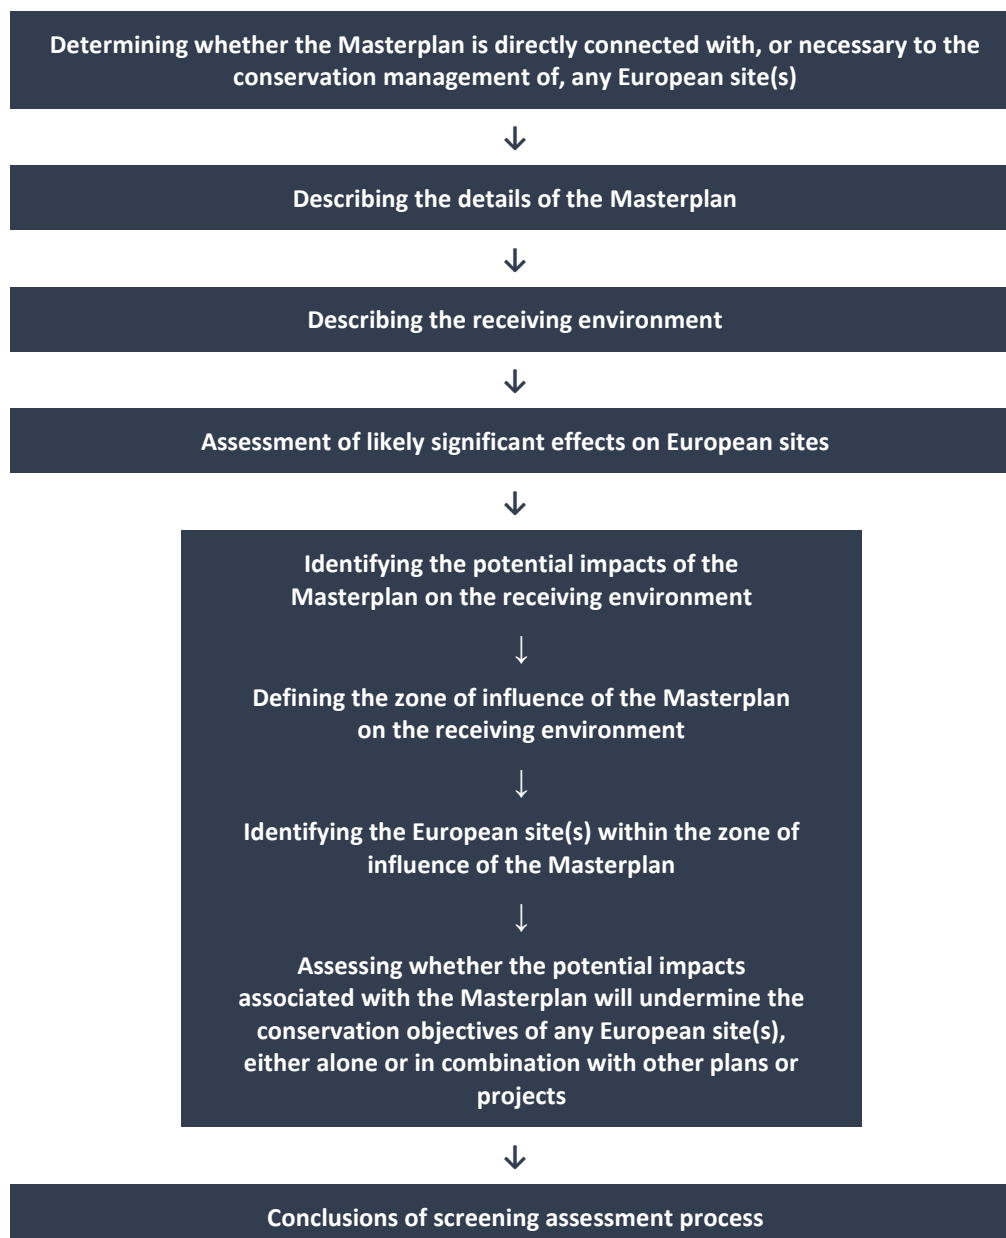 Determining whether the Masterplan is directly connected with, or necessary to the
conservation management of, any European site(s)
↓
Describing the details of the Masterplan
↓
Describing the receiving environment
↓
Assessment of likely significant effects on European sites
↓
Identifying the potential impacts of the
Masterplan on the receiving environment
↓
Defining the zone of influence of the Masterplan
on the receiving environment
↓
Identifying the European site(s) within the zone of
influence of the Masterplan
↓
Assessing whether the potential impacts
associated with the Masterplan will undermine the
conservation objectives of any European site(s),
either alone or in combination with other plans or
projects
↓
Conclusions of screening assessment process